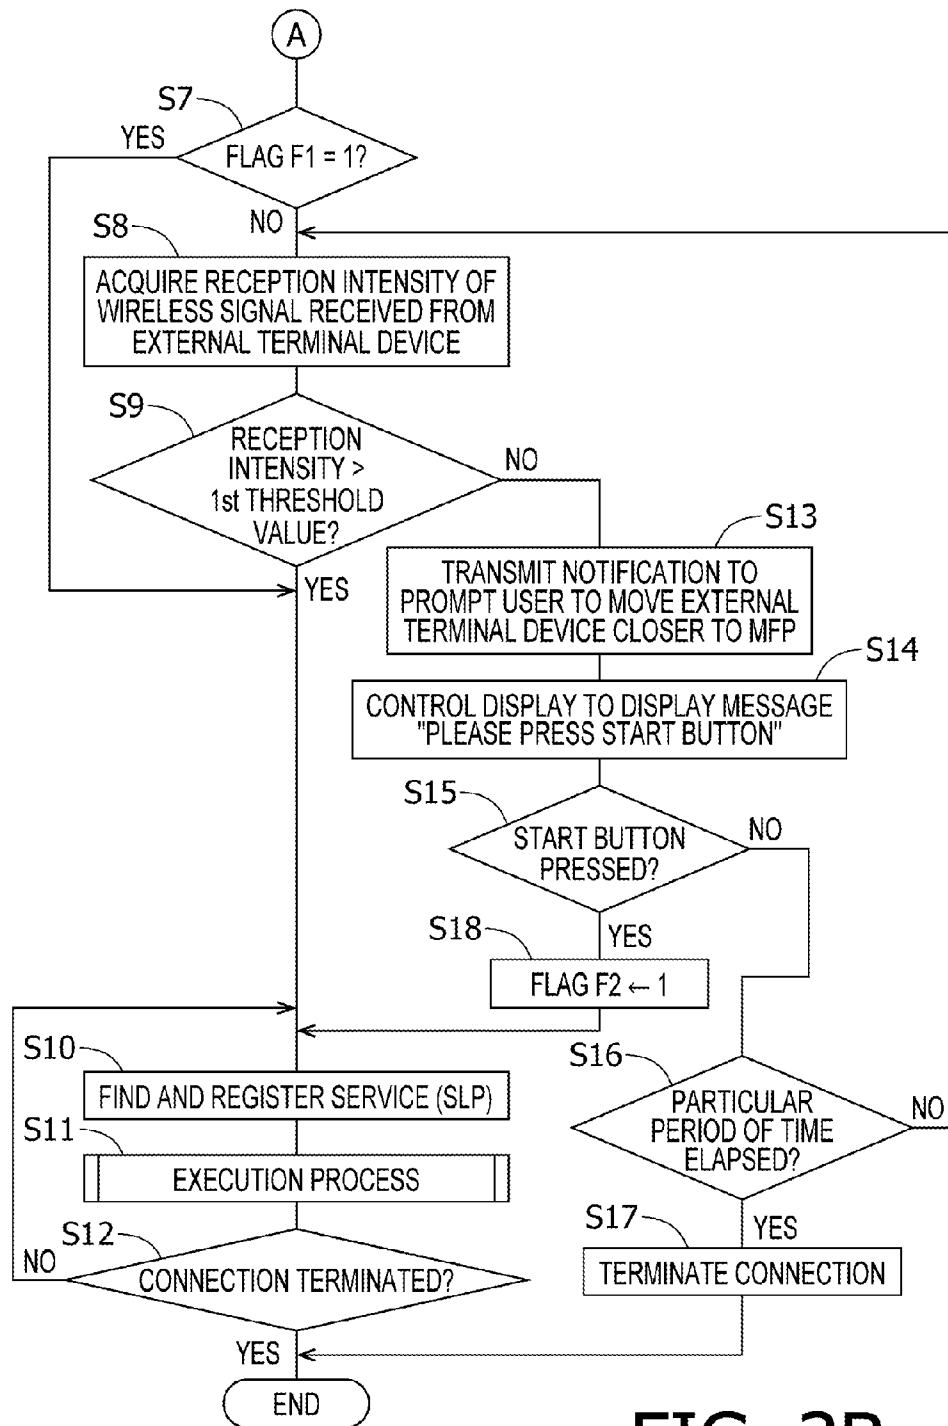 A
S7
YES
FLAG F1 = 1?
NO
S8
ACQUIRE RECEPTION INTENSITY OF
WIRELESS SIGNAL RECEIVED FROM
EXTERNAL TERMINAL DEVICE
S9
RECEPTION
INTENSITY >
1st THRESHOLD
VALUE?
NO
YES
S13
TRANSMIT NOTIFICATION TO
PROMPT USER TO MOVE EXTERNAL
TERMINAL DEVICE CLOSER TO MFP
S14
CONTROL DISPLAY TO DISPLAY MESSAGE
"PLEASE PRESS START BUTTON"
S15
START BUTTON
PRESSED?
NO
YES
S18
FLAG F2 ← 1
S10
FIND AND REGISTER SERVICE (SLP)
S11
EXECUTION PROCESS
S12
CONNECTION TERMINATED?
NO
YES
S16
PARTICULAR
PERIOD OF TIME
ELAPSED?
NO
YES
S17
TERMINATE CONNECTION
END